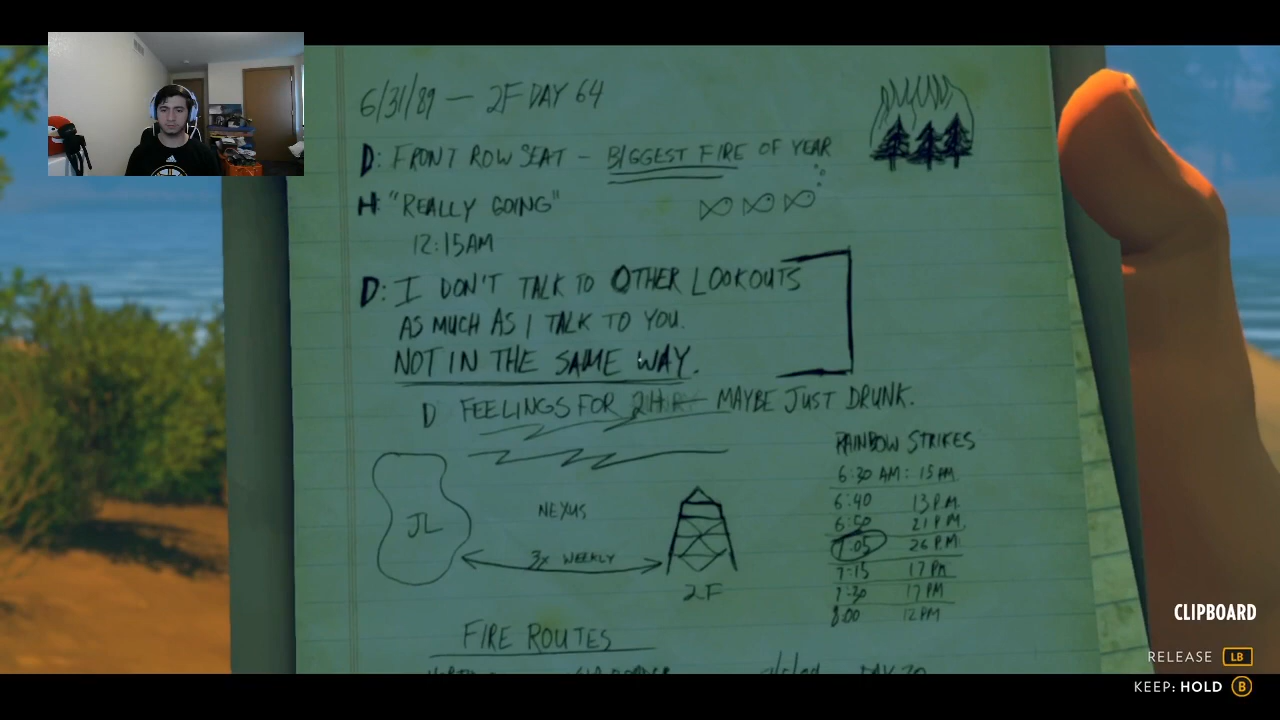 6/31/89 — 2F DAY 64
D: FRONT ROW SEAT — BIGGEST FIRE OF YEAR
H: "REALLY GOING"
12:15AM
D: I DON'T TALK TO OTHER LOOKOUTS
AS MUCH AS I TALK TO YOU.
NOT IN THE SAME WAY.
D FEELINGS FOR MAYBE JUST DRUNK.
RAINBOW STRIKES
6:30 AM: 15 PM.
6:40 13 P.M.
6:50 21 P.M.
7:05 26 P.M.
7:15 17 PM
7:30 17 PM
8:00 12 PM
JL
NEXUS
3x WEEKLY
2F
FIRE ROUTES
DAY
CLIPBOARD
RELEASE LB
KEEP: HOLD B